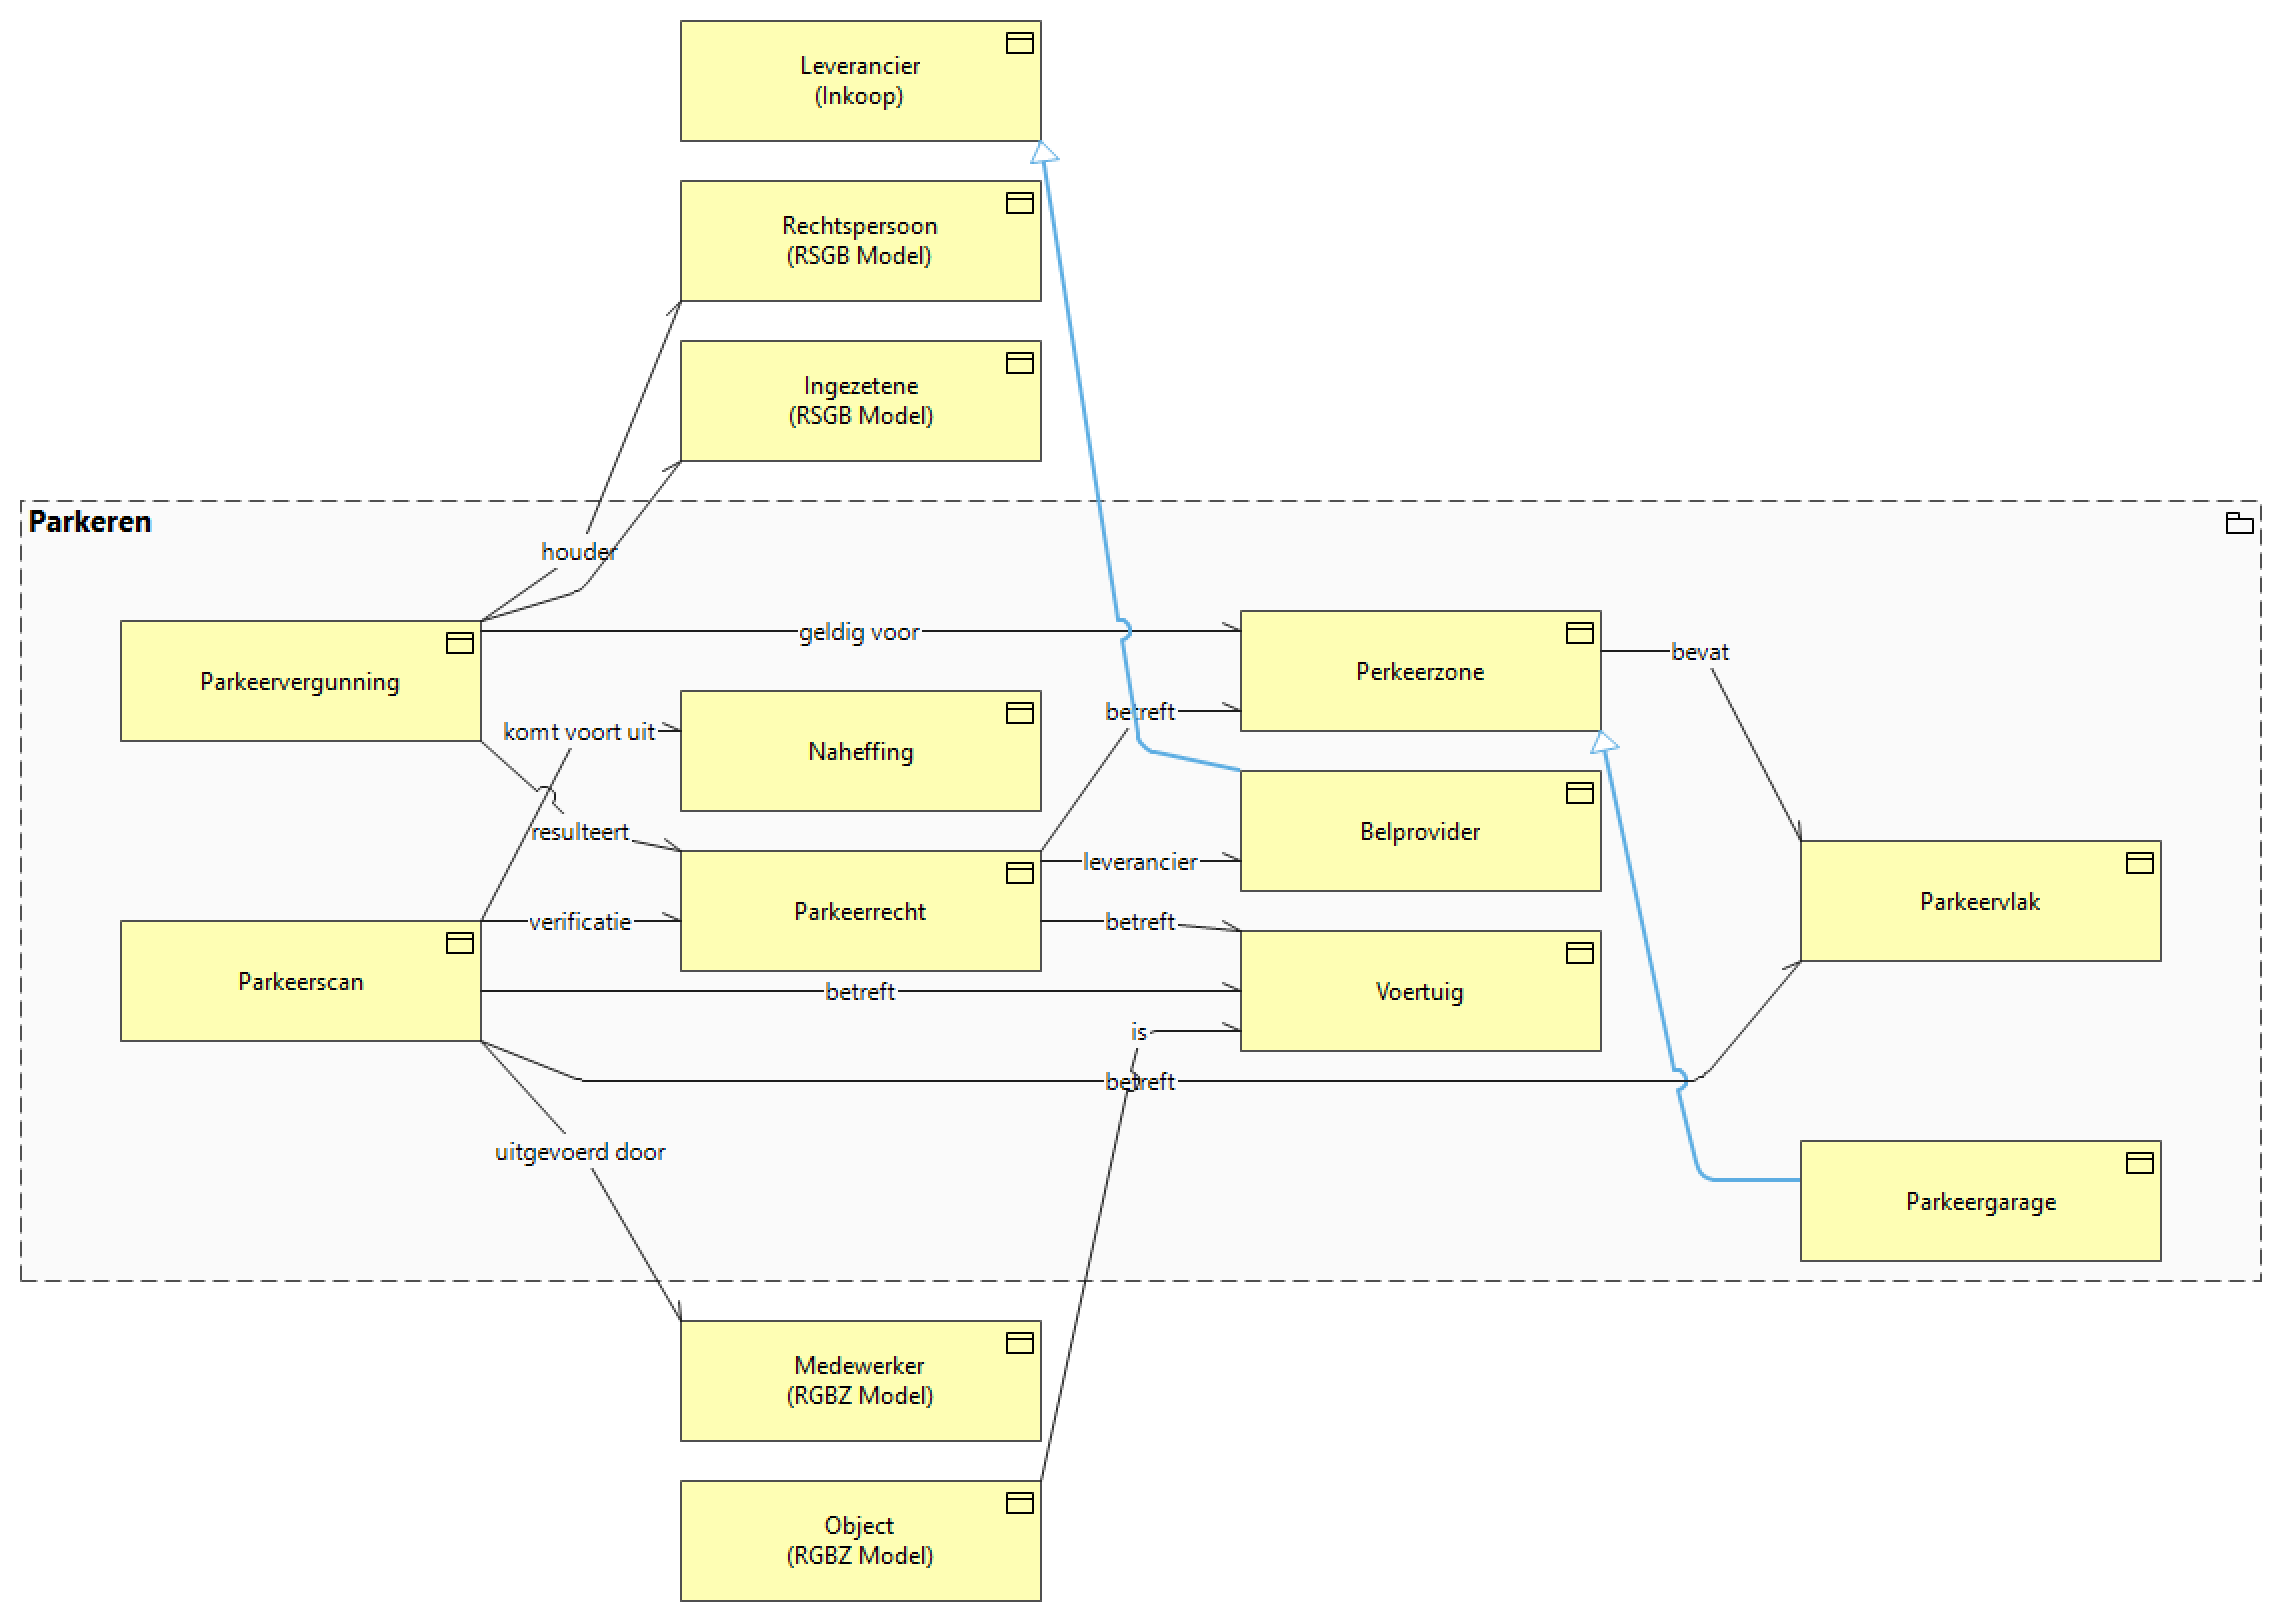 Leverancier
(Inkoop)
Rechtspersoon
(RSGB Model)
Ingezetene
(RSGB Model)
Parkeren
houder
geldig voor
Parkeervergunning
Perkeerzone
bevat
komt voort uit
betreft
Naheffing
resulteert
Belprovider
leverancier
Parkeerrecht
Parkeervlak
verificatie
betreft
Parkeerscan
betreft
Voertuig
is
betreft
uitgevoerd door
Parkeergarage
Medewerker
(RGBZ Model)
Object
(RGBZ Model)